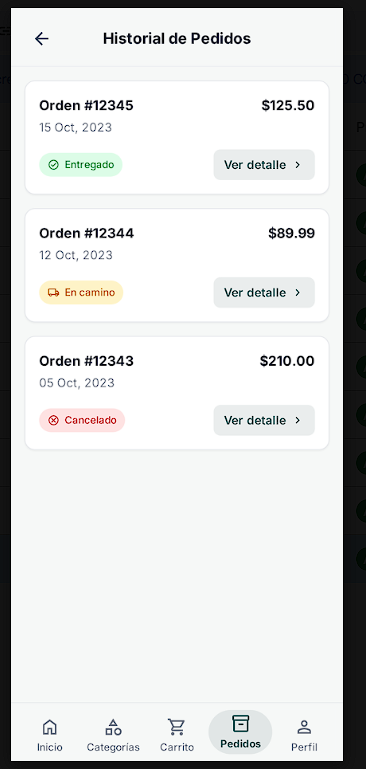 Historial de Pedidos
Orden #12345 $125.50
15 Oct, 2023
Entregado Ver detalle
Orden #12344 $89.99
12 Oct, 2023
En camino Ver detalle
Orden #12343 $210.00
05 Oct, 2023
Cancelado Ver detalle
Inicio Categorías Carrito Pedidos Perfil